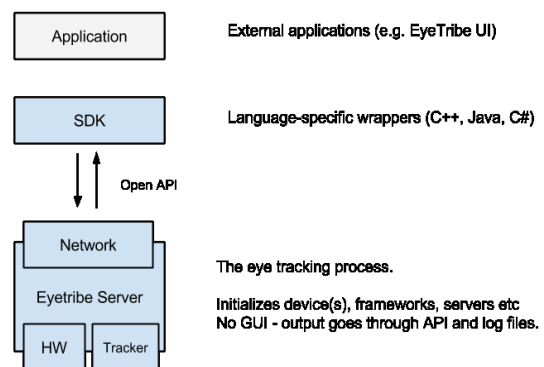 Application
External applications (e.g. EyeTribe UI)
SDK
Language-specific wrappers (C++, Java, C#)
Open API
Network
Eyetribe Server
HW
Tracker
The eye tracking process.
Initializes device(s), frameworks, servers etc
No GUI - output goes through API and log files.